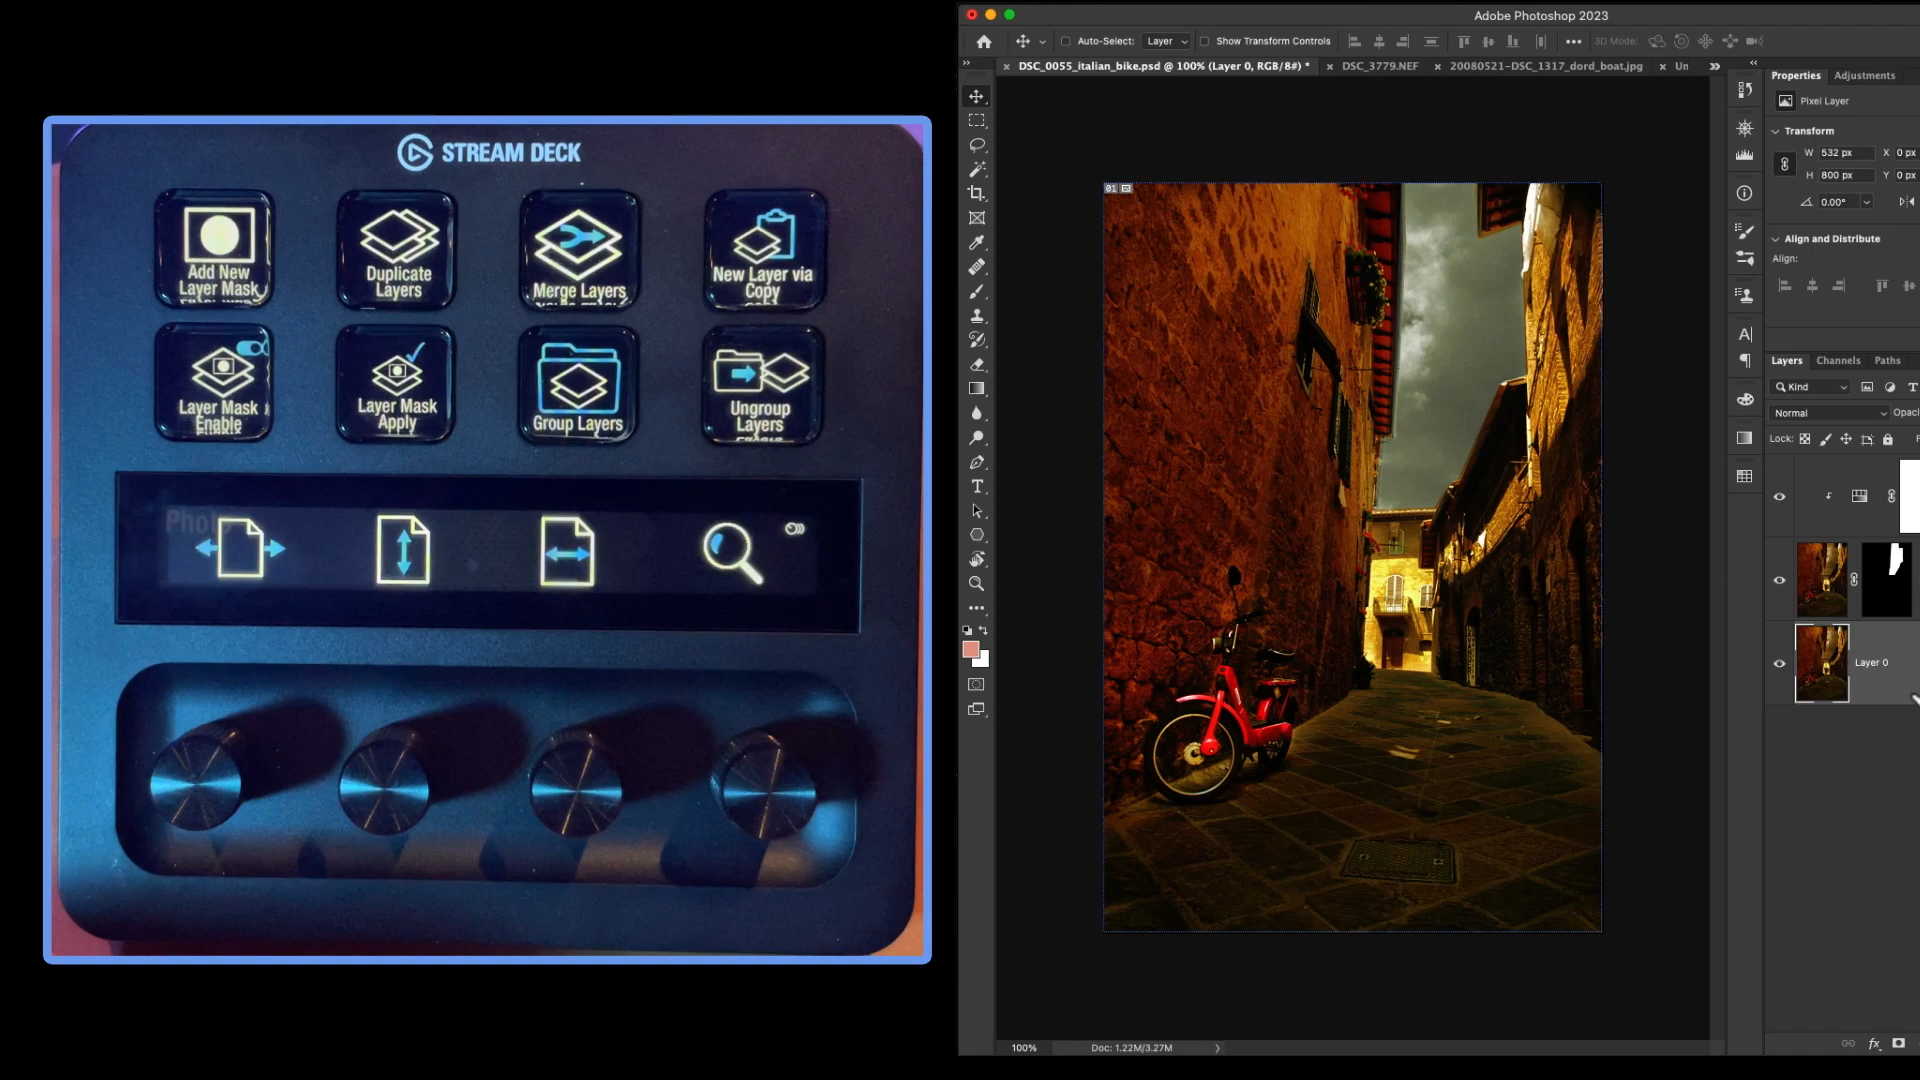 STREAM DECK
Add New
Layer Mask
Duplicate
Layers
Merge Layers
New Layer via
Copy
Layer Mask
Enable
Layer Mask
Apply
Group Layers
Ungroup
Layers
Adobe Photoshop 2023
Auto-Select: Layer Show Transform Controls 3D Mode:
DSC_0055_italian_bike.psd @ 100% (Layer 0, RGB/8#) * DSC_3779.NEF 20080521-DSC_1317_dord_boat.jpg Un
Properties Adjustments
Pixel Layer
Transform
W 532 px X 0 px
H 800 px Y 0 px
0.00°
Align and Distribute
Align:
01
Layers Channels Paths
Kind
Normal Opaci
Lock:
Layer 0
fx
100% Doc: 1.22M/3.27M